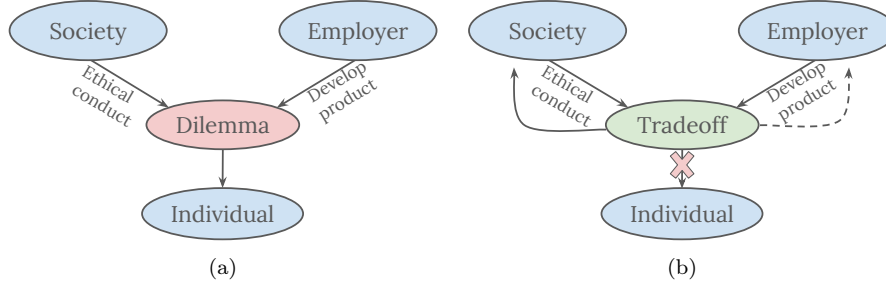 Society
Employer
Ethical
conduct
Develop
product
Dilemma
Individual
(a)
Society
Employer
Ethical
conduct
Develop
product
Tradeoff
Individual
(b)